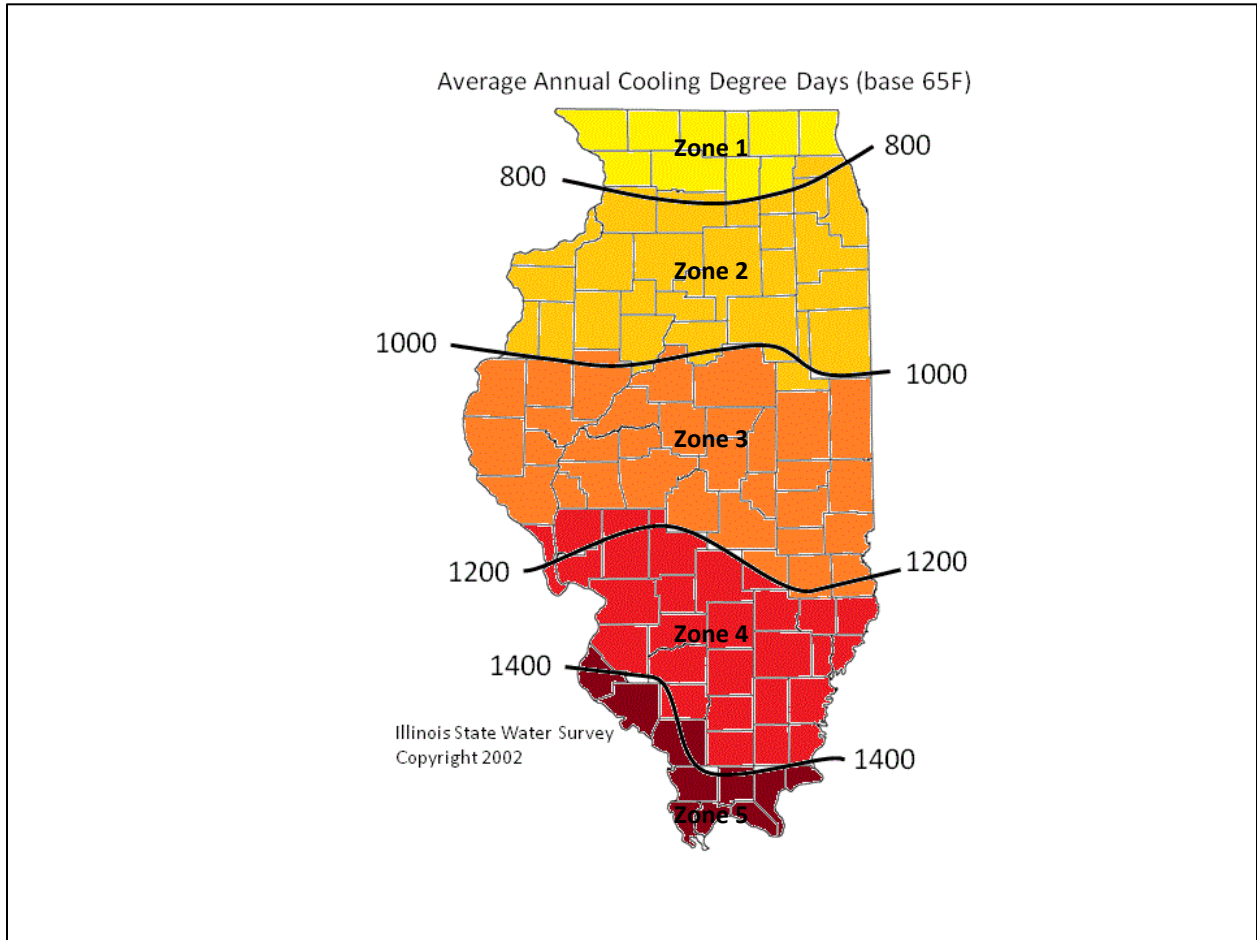 Average Annual Cooling Degree Days (base 65F)
Zone 1
800
800
Zone 2
1000
1000
Zone 3
1200
1200
Zone 4
1400
Illinois State Water Survey
Copyright 2002
1400
Zone 5